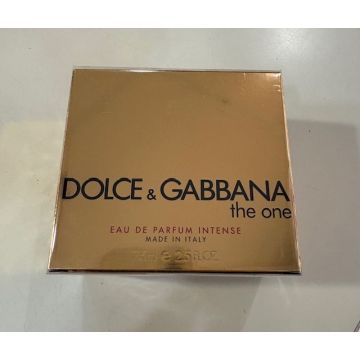 DOLCE & GABBANA
the one
EAU DE PARFUM INTENSE
MADE IN ITALY
75ml e 2.5 FL.OZ